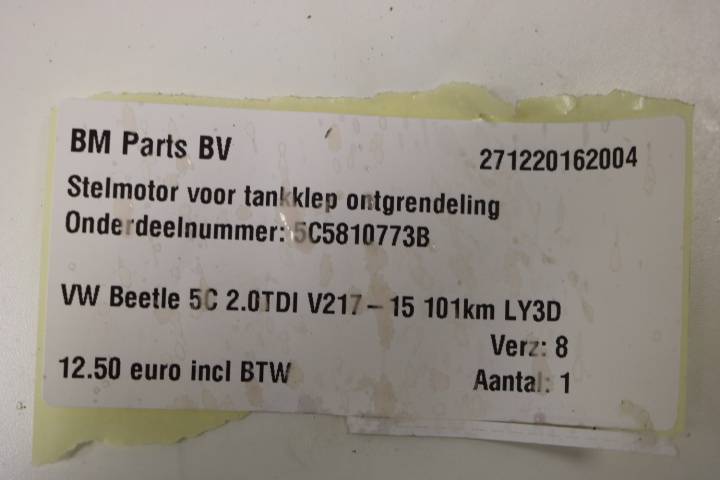 BM Parts BV 271220162004
Stelmotor voor tankklep ontgrendeling
Onderdeelnummer: 5C5810773B
VW Beetle 5C 2.0TDI V217 - 15 101km LY3D
Verz: 8
12.50 euro incl BTW Aantal: 1